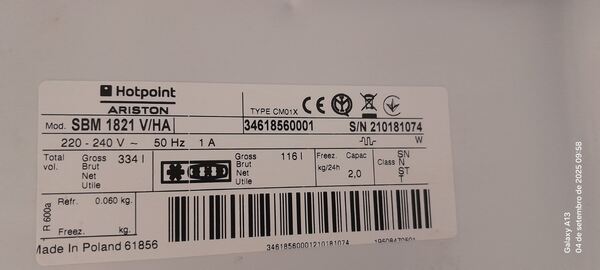 Hotpoint
ARISTON
TYPE CM01X
Mod. SBM 1821 V/HA
34618560001
S/N 210181074
220 - 240 V~ 50 Hz 1 A
W
Total vol.
Gross Brut Net Utile
334 l
Gross Brut Net Utile
116 l
Freez. kg/24h
Capac
2,0
Class
SN
N
ST
T
R 600a
Refr. 0.060 kg.
Freez. kg.
Made In Poland 61856
34618560001210181074
Galaxy A13
04 de setembro de 2025 09:58